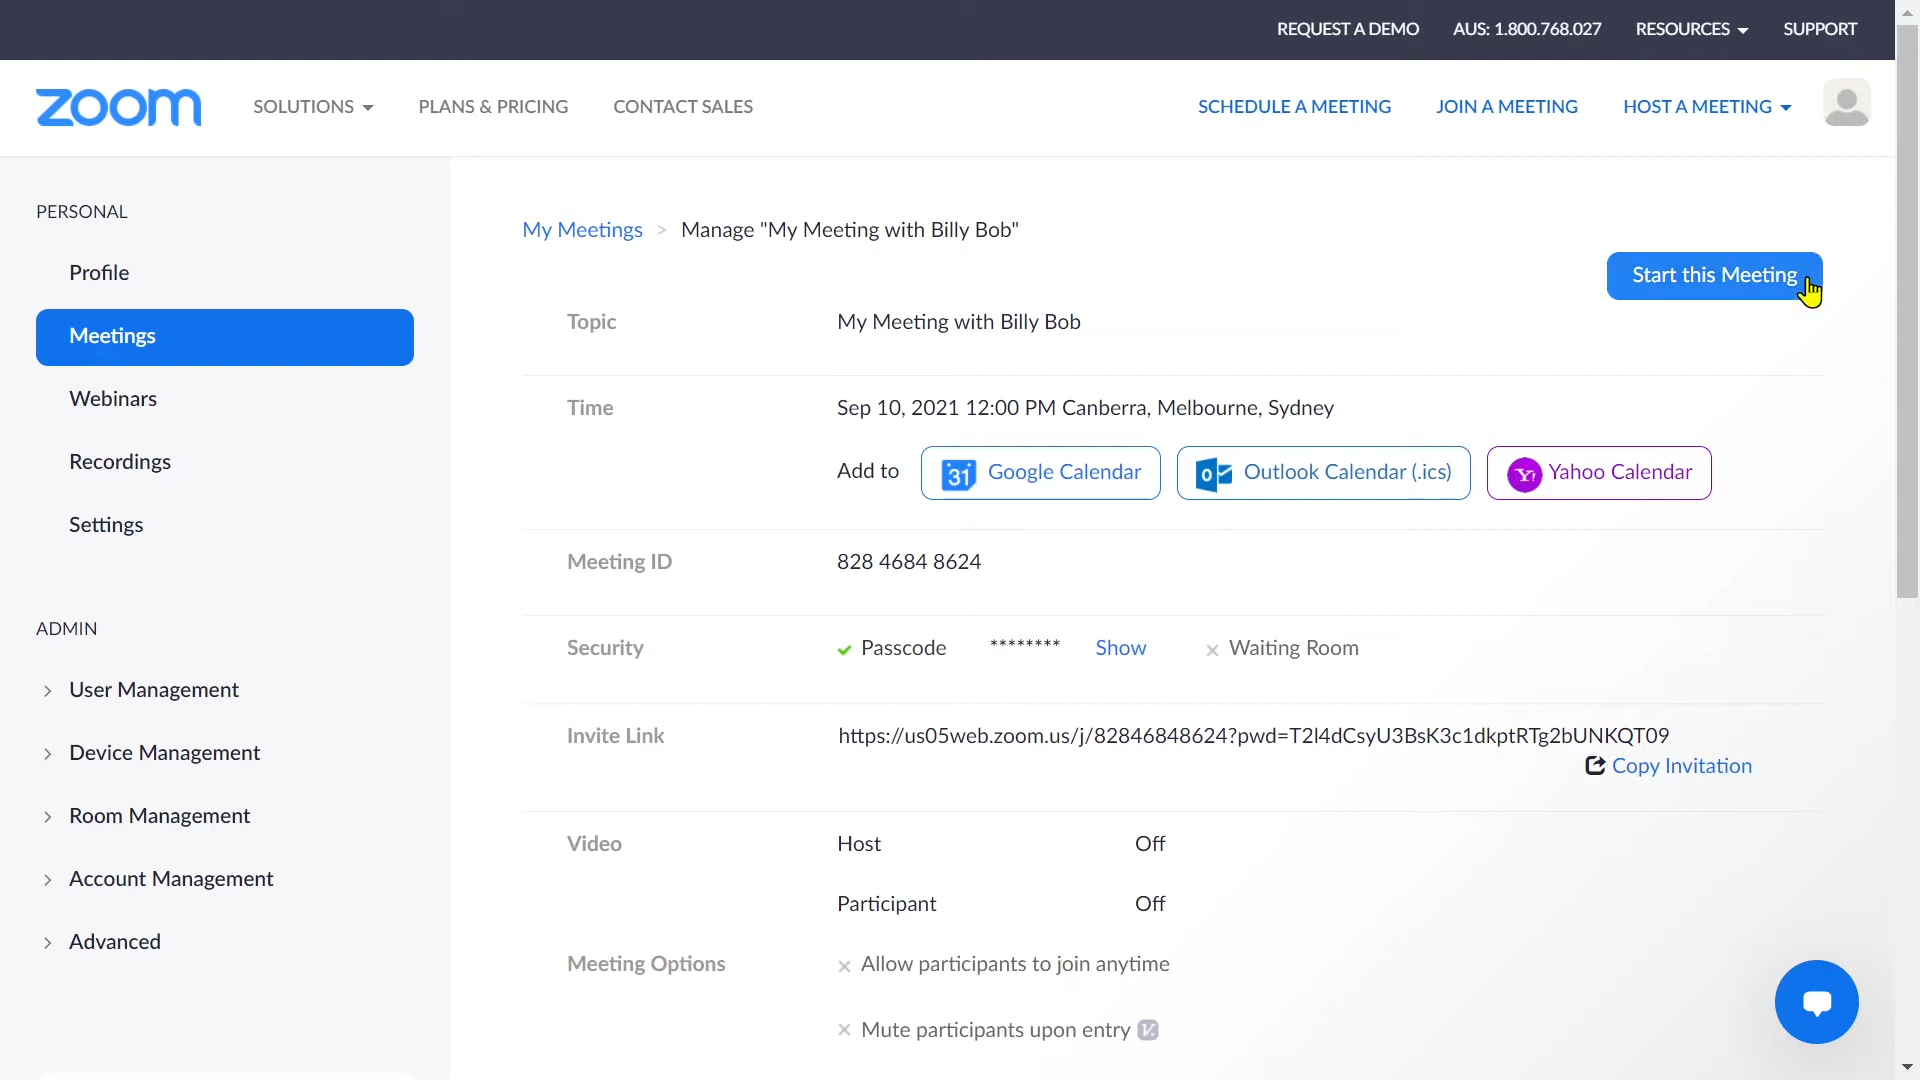 REQUEST A DEMO AUS: 1.800.768.027 RESOURCES SUPPORT
zoom SOLUTIONS PLANS & PRICING CONTACT SALES SCHEDULE A MEETING JOIN A MEETING HOST A MEETING
PERSONAL
Profile
Meetings
Webinars
Recordings
Settings
ADMIN
User Management
Device Management
Room Management
Account Management
Advanced
My Meetings > Manage "My Meeting with Billy Bob"
Start this Meeting
Topic My Meeting with Billy Bob
Time Sep 10, 2021 12:00 PM Canberra, Melbourne, Sydney
Add to 31 Google Calendar Outlook Calendar (.ics) Yahoo Calendar
Meeting ID 828 4684 8624
Security Passcode ******** Show Waiting Room
Invite Link https://us05web.zoom.us/j/82846848624?pwd=T2l4dCsyU3BsK3c1dkptRTg2bUNKQT09
Copy Invitation
Video Host Off
Participant Off
Meeting Options Allow participants to join anytime
Mute participants upon entry